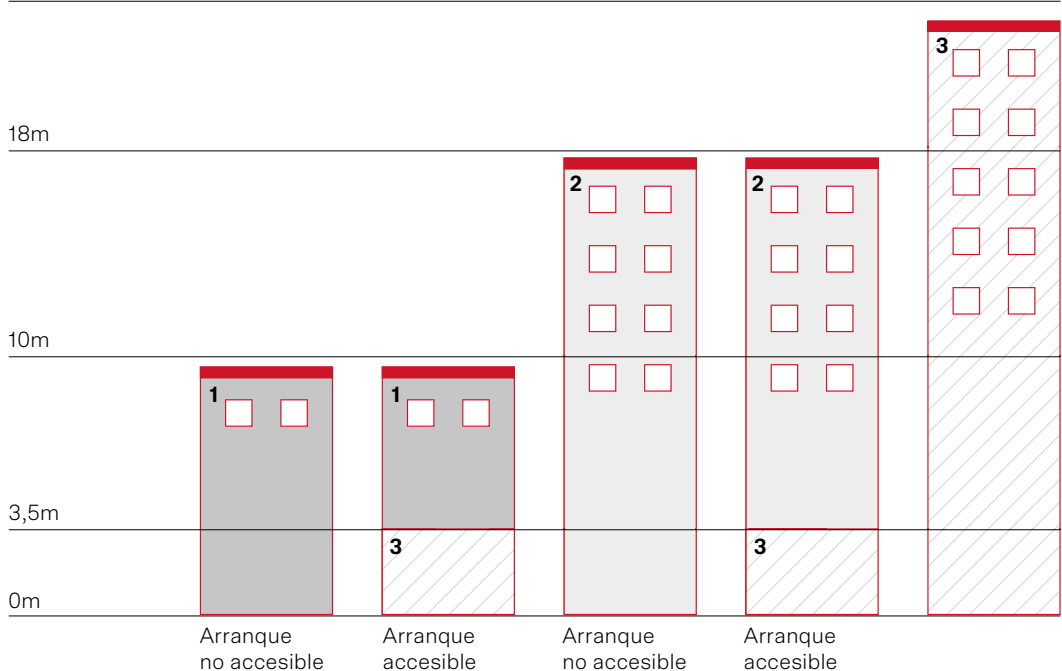 3
18m
2
2
10m
1
1
3,5m
3
3
0m
Arranque
no accesible
Arranque
accesible
Arranque
no accesible
Arranque
accesible